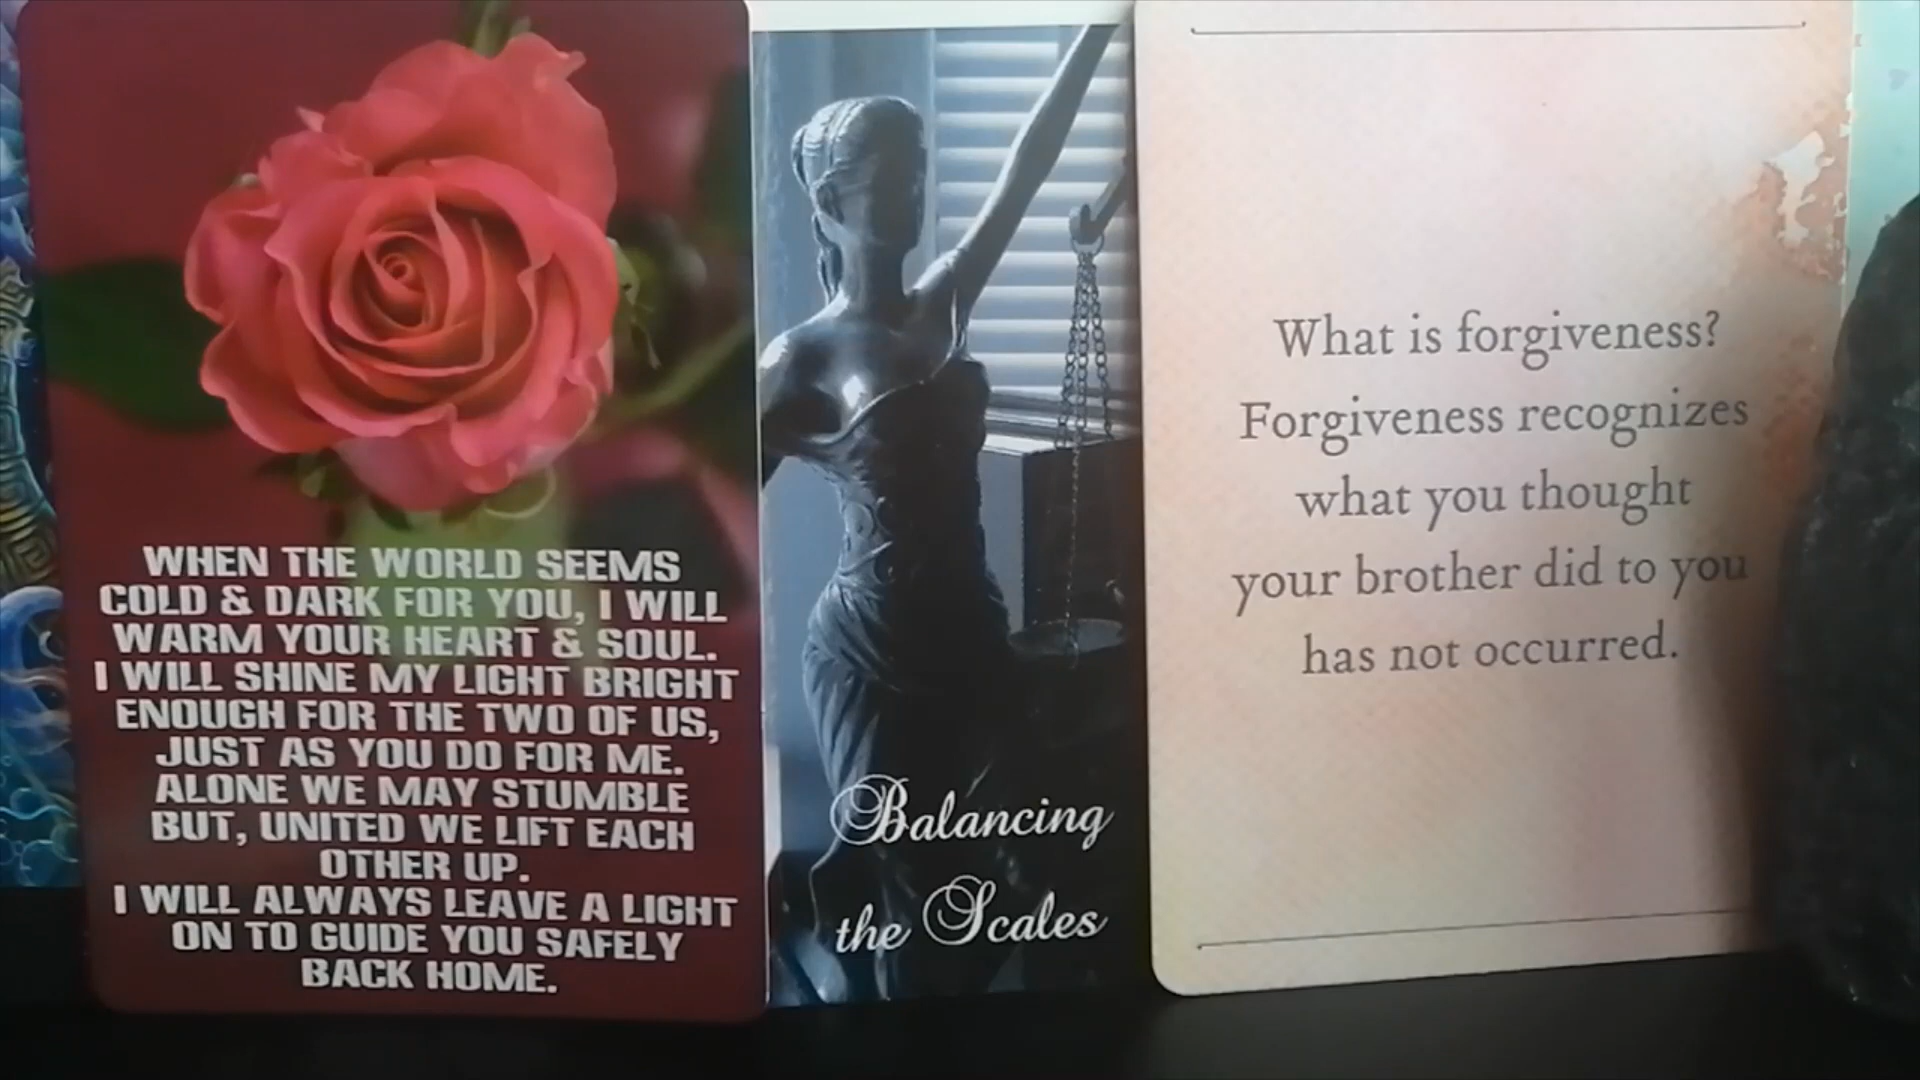 WHEN THE WORLD SEEMS
COLD & DARK FOR YOU, I WILL
WARM YOUR HEART & SOUL.
I WILL SHINE MY LIGHT BRIGHT
ENOUGH FOR THE TWO OF US,
JUST AS YOU DO FOR ME.
ALONE WE MAY STUMBLE
BUT, UNITED WE LIFT EACH
OTHER UP.
I WILL ALWAYS LEAVE A LIGHT
ON TO GUIDE YOU SAFELY
BACK HOME.
Balancing
the Scales
What is forgiveness?
Forgiveness recognizes
what you thought
your brother did to you
has not occurred.